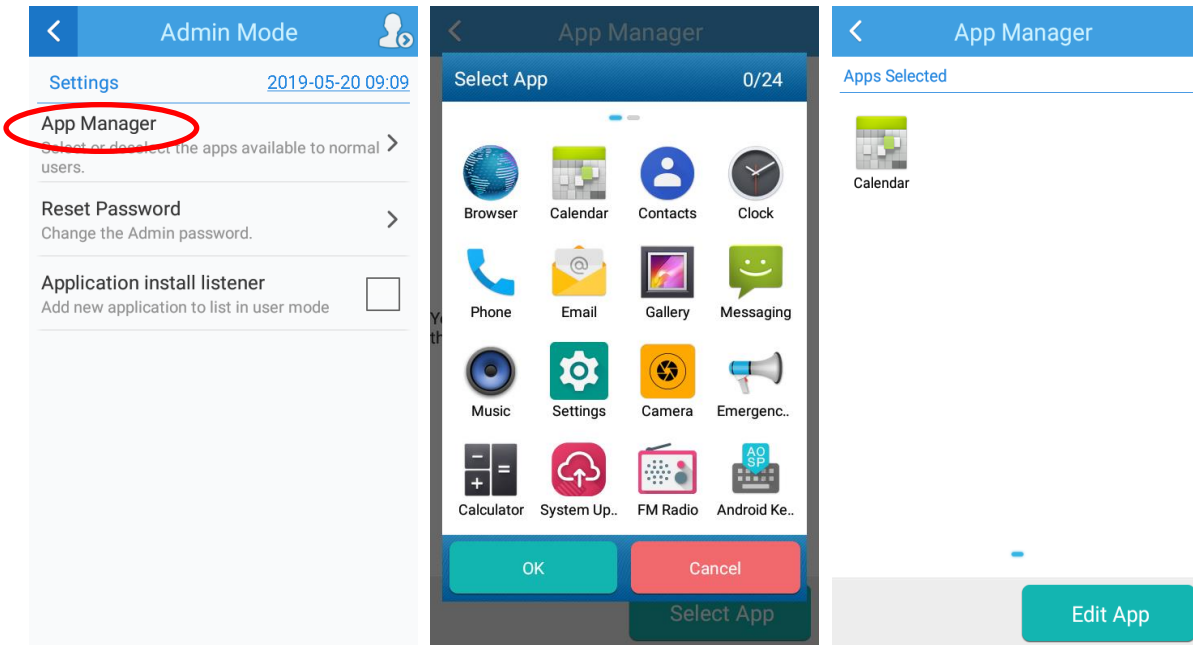 Admin Mode
Settings
2019-05-20 09:09
App Manager
Select or deselect the apps available to normal
users.
Reset Password
Change the Admin password.
Application install listener
Add new application to list in user mode
App Manager
Select App
0/24
Browser
Calendar
Contacts
Clock
Phone
Email
Gallery
Messaging
Music
Settings
Camera
Emergenc..
Calculator
System Up..
FM Radio
AO
SP
Android Ke..
OK
Cancel
Select App
App Manager
Apps Selected
Calendar
Edit App